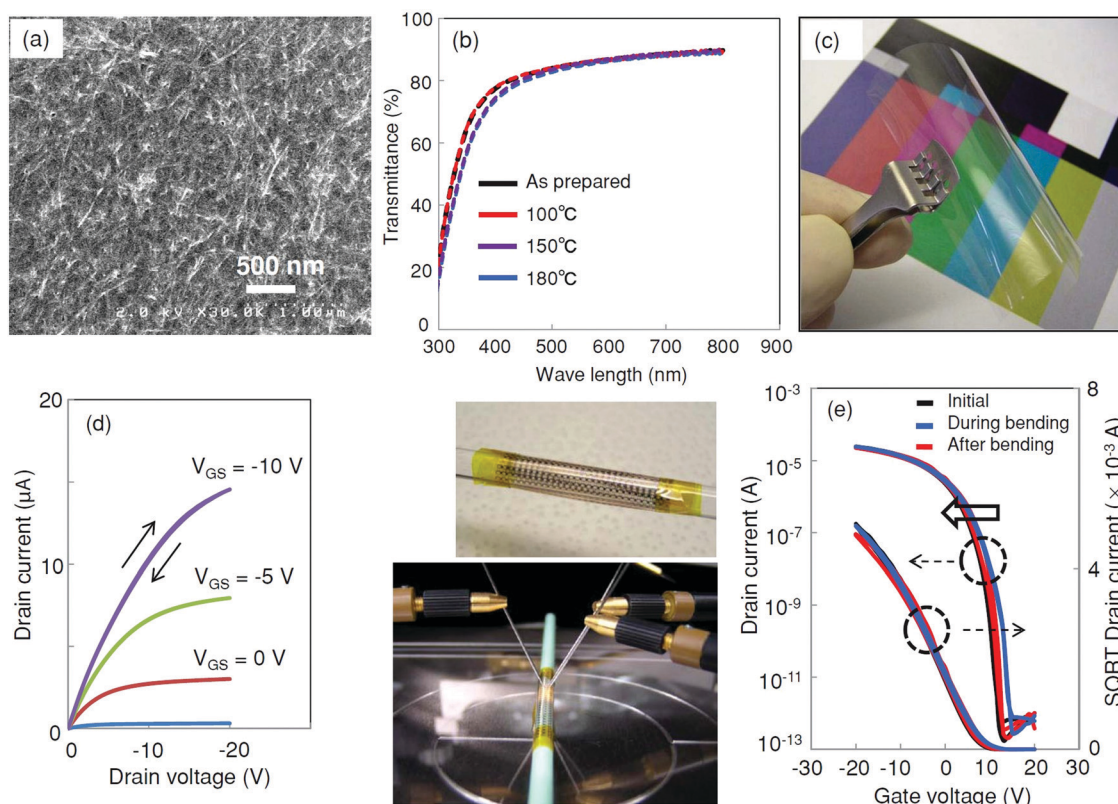 (a)
500 nm
2.0 kV X30.0K 1.00μm
(b)
Transmittance (%)
100
80
60
40
20
0
As prepared
100℃
150℃
180℃
300 400 500 600 700 800 900
Wave length (nm)
(c)
(d)
Drain current (μA)
20
10
0
V_GS = -10 V
V_GS = -5 V
V_GS = 0 V
0 -10 -20
Drain voltage (V)
(e)
Initial
During bending
After bending
Drain current (A)
10-3
10-5
10-7
10-9
10-11
10-13
8
4
0
SQRT Drain current (× 10-3 A)
-30 -20 -10 0 10 20 30
Gate voltage (V)